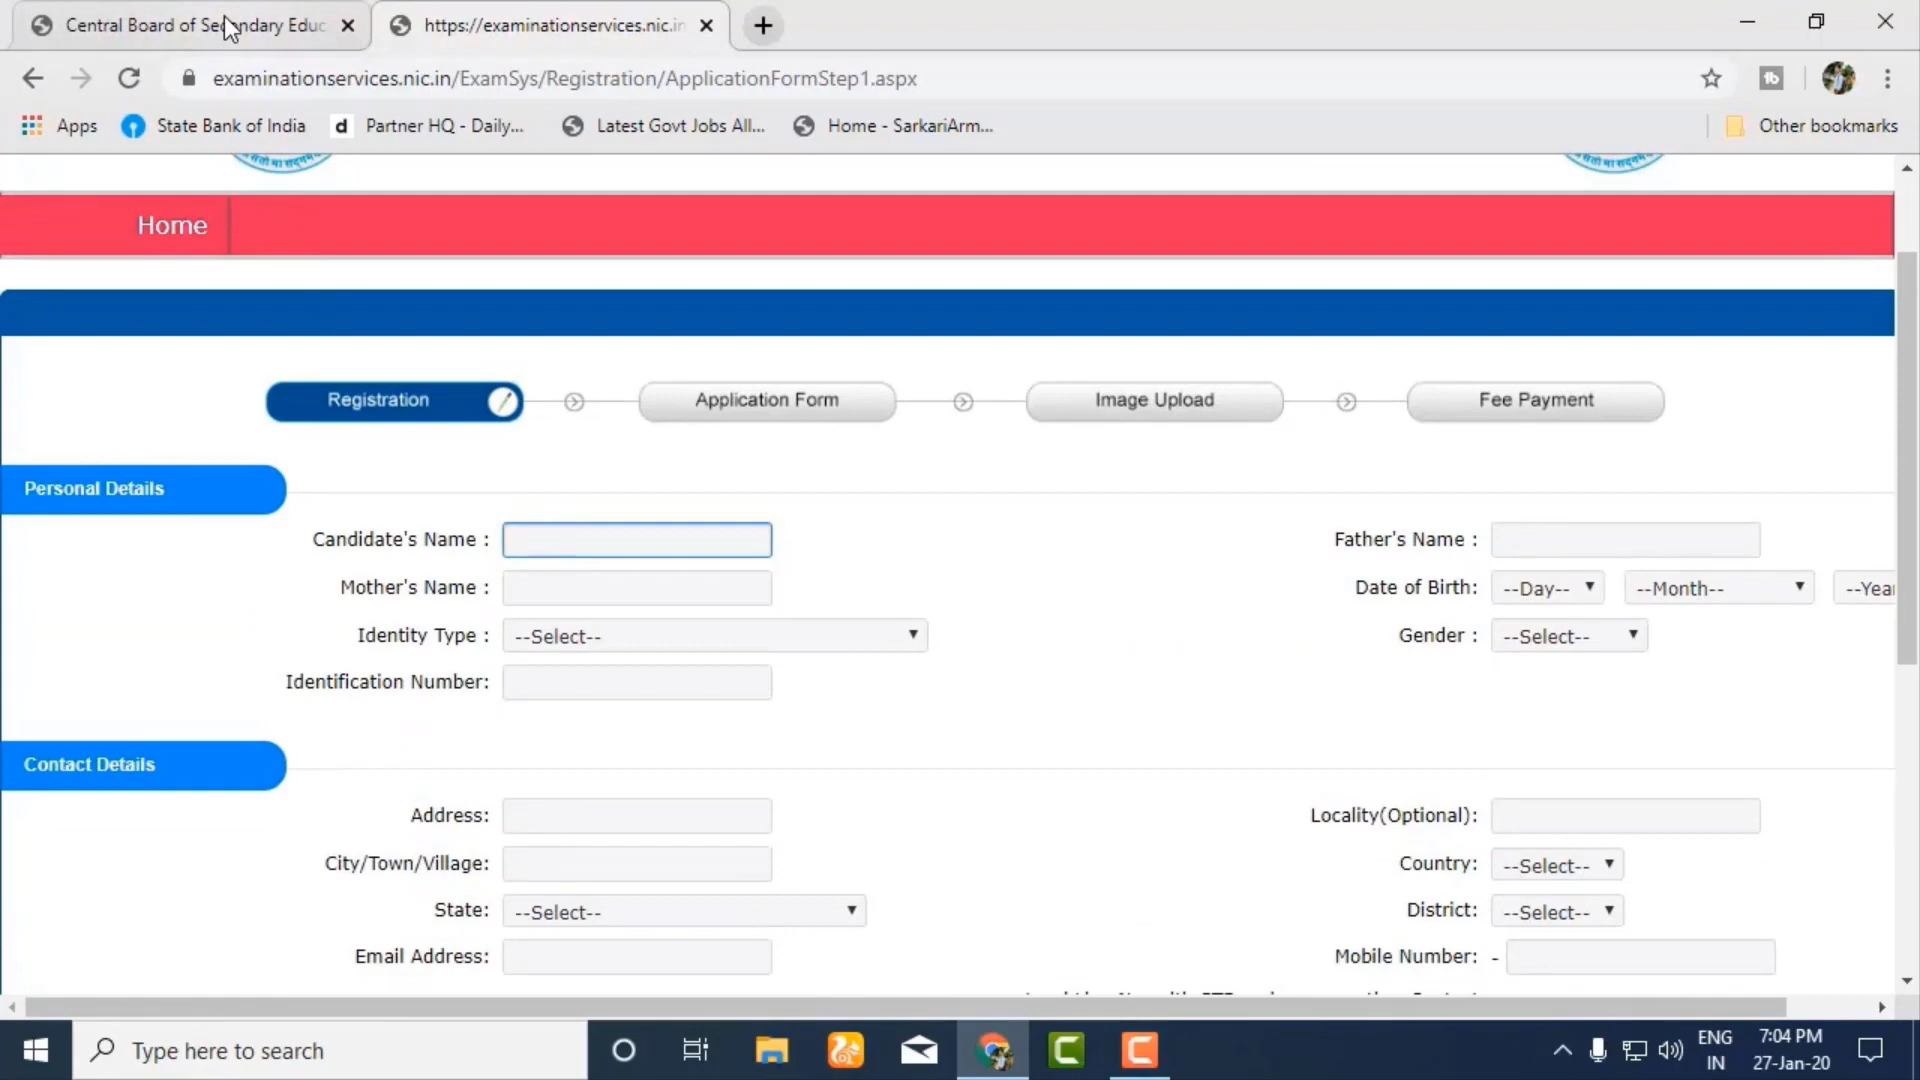 Central Board of Secondary Educ
https://examinationservices.nic.in
examinationservices.nic.in/ExamSys/Registration/ApplicationFormStep1.aspx
Apps State Bank of India d Partner HQ - Daily... Latest Govt Jobs All... Home - SarkariArm... Other bookmarks
Home
Registration Application Form Image Upload Fee Payment
Personal Details
Candidate's Name : Father's Name :
Mother's Name : Date of Birth: --Day-- --Month-- --Year
Identity Type : --Select-- Gender : --Select--
Identification Number:
Contact Details
Address: Locality(Optional):
City/Town/Village: Country: --Select--
State: --Select-- District: --Select--
Email Address: Mobile Number: -
Type here to search
ENG 7:04 PM
IN 27-Jan-20